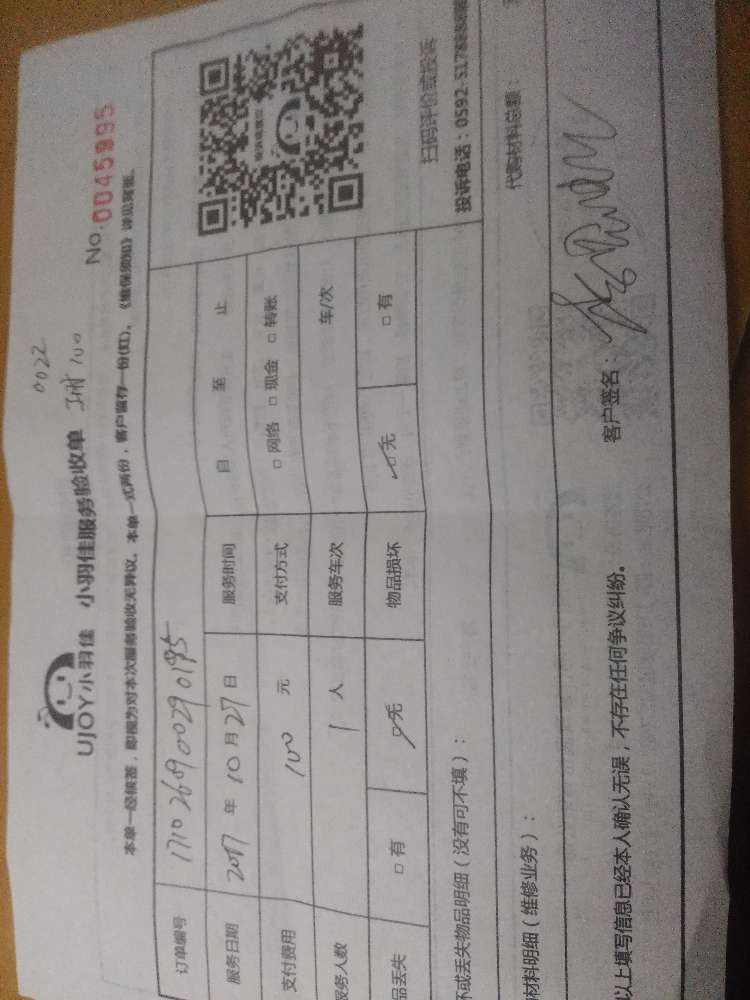 0022
UJOY小羽佳 小羽佳服务验收单
No.0045995
本单一经核签，即视为对本次服务验收无异议。本单一式两份，客户留存一份(红)。《维保须知》详见背面。
订单编号
服务日期 2017 年 10 月 27 日 服务时间 自 至 止
支付费用 100 元 支付方式 □ 网络 □ 现金 □ 转账
服务人数 1 人 服务车次 车/次
品丢失 □ 有 □ 无 物品损坏 □ 无 □ 有
扫码评价或投诉
投诉电话：0592-5178888
坏或丢失物品明细（没有可不填）：
材料明细（维修业务）： 代购材料总额
以上填写信息已经本人确认无误，不存在任何争议纠纷。 客户签名：